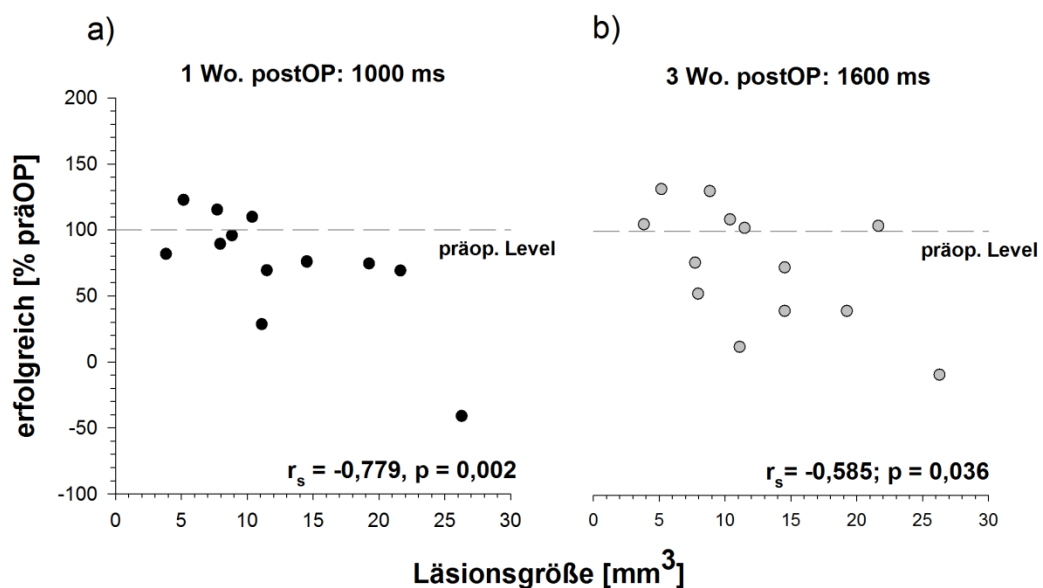 a)
1 Wo. postOP: 1000 ms
erfolgreich [% präOP]
200
150
100
50
0
-50
-100
präop. Level
r_s = -0,779, p = 0,002
0 5 10 15 20 25 30
b)
3 Wo. postOP: 1600 ms
präop. Level
r_s = -0,585; p = 0,036
0 5 10 15 20 25 30
Läsionsgröße [mm³]